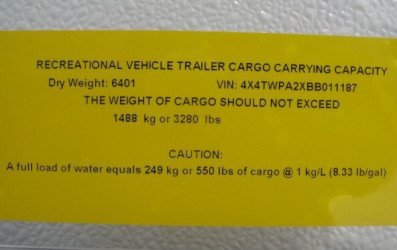 RECREATIONAL VEHICLE TRAILER CARGO CARRYING CAPACITY
Dry Weight: 6401 VIN: 4X4TWPA2XBB011187
THE WEIGHT OF CARGO SHOULD NOT EXCEED
1488 kg or 3280 lbs
CAUTION:
A full load of water equals 249 kg or 550 lbs of cargo @ 1 kg/L (8.33 lb/gal)